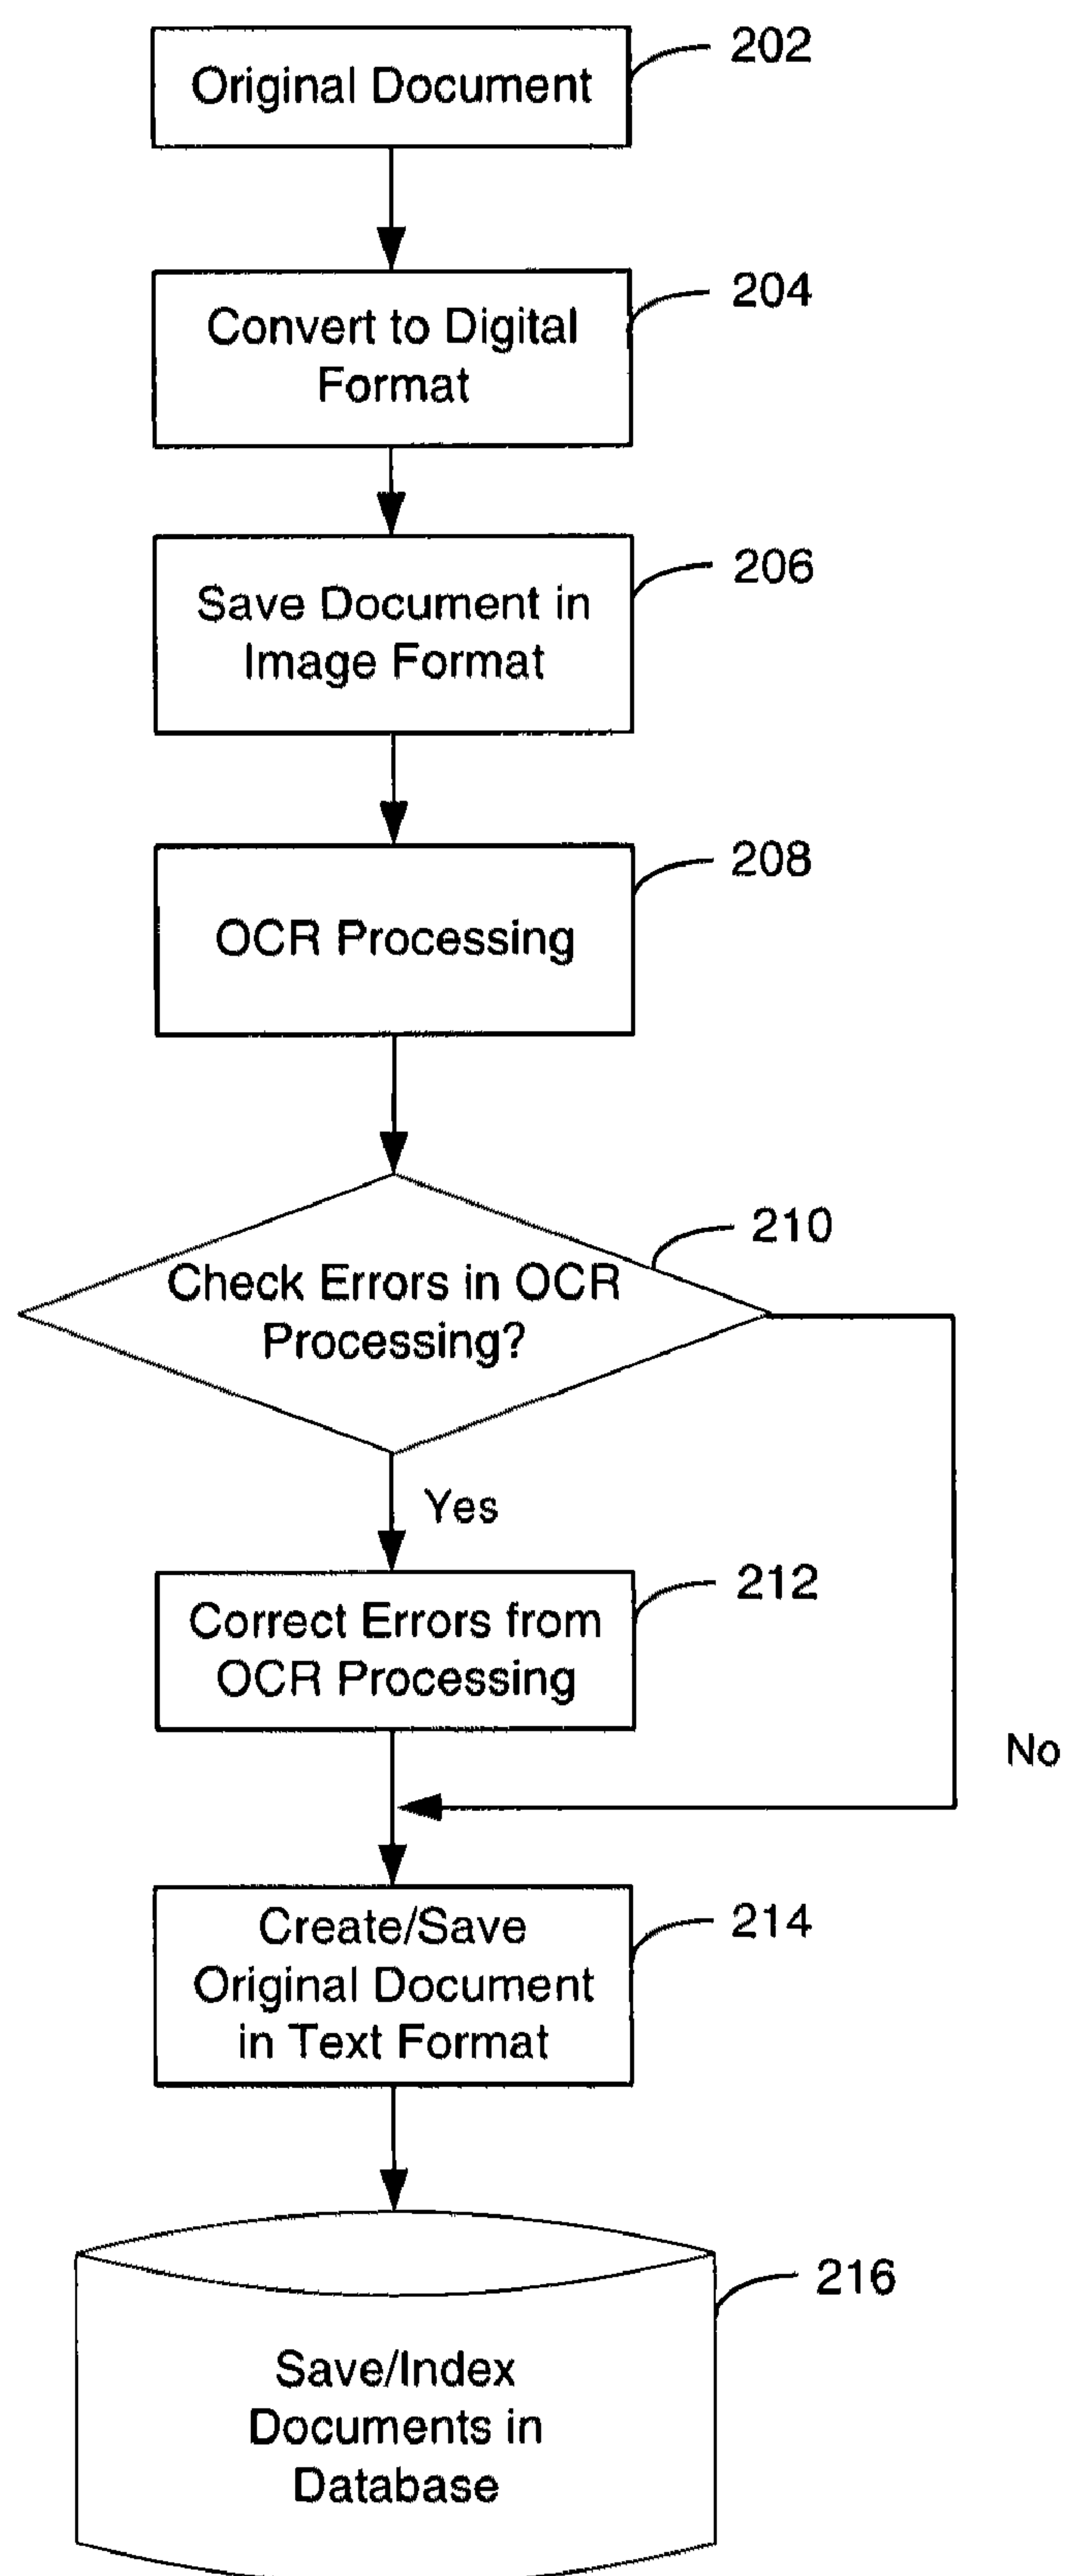 Original Document
202
Convert to Digital
Format
204
Save Document in
Image Format
206
OCR Processing
208
Check Errors in OCR
Processing?
210
Yes
Correct Errors from
OCR Processing
212
No
Create/Save
Original Document
in Text Format
214
Save/Index
Documents in
Database
216